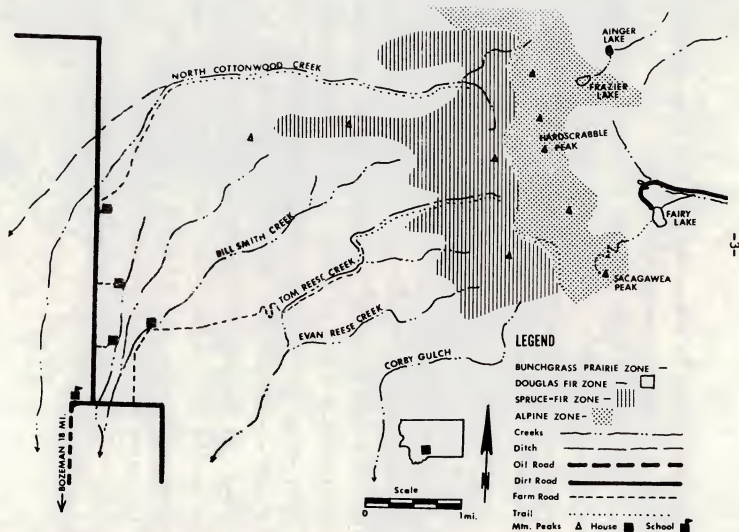 AINGER
LAKE
NORTH COTTONWOOD CREEK
FRAZIER
LAKE
HARDSCRABBLE
PEAK
FAIRY
LAKE
BILL SMITH CREEK
-3-
TOM REESE CREEK
SACAGAWEA
PEAK
EVAN REESE CREEK
CORBY GULCH
BOZEMAN 18 MI.
LEGEND
BUNCHGRASS PRAIRIE ZONE –
DOUGLAS FIR ZONE –
SPRUCE-FIR ZONE –
ALPINE ZONE –
Creeks
Ditch
Oil Road
Dirt Road
Farm Road
Trail
Mtn. Peaks House School
N
Scale
0 1mi.